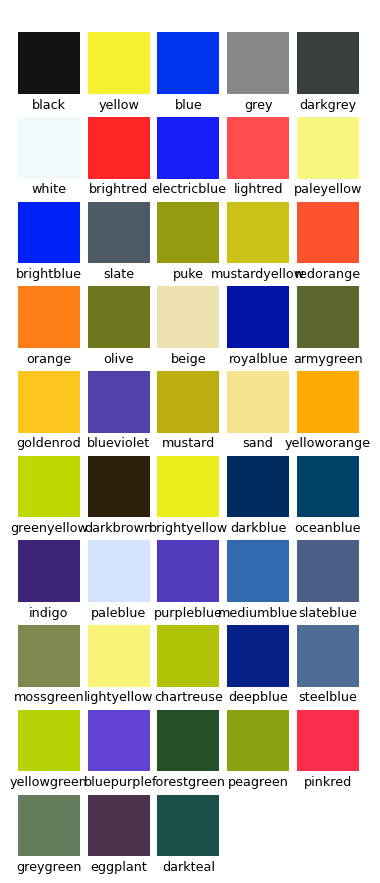 black yellow blue grey darkgrey
white brightred electricblue lightred paleyellow
brightblue slate puke mustardyellow redorange
orange olive beige royalblue armygreen
goldenrod blueviolet mustard sand yelloworange
greenyellow darkbrown brightyellow darkblue oceanblue
indigo paleblue purpleblue mediumblue slateblue
mossgreen lightyellow chartreuse deepblue steelblue
yellowgreen bluepurple forestgreen peagreen pinkred
greygreen eggplant darkteal